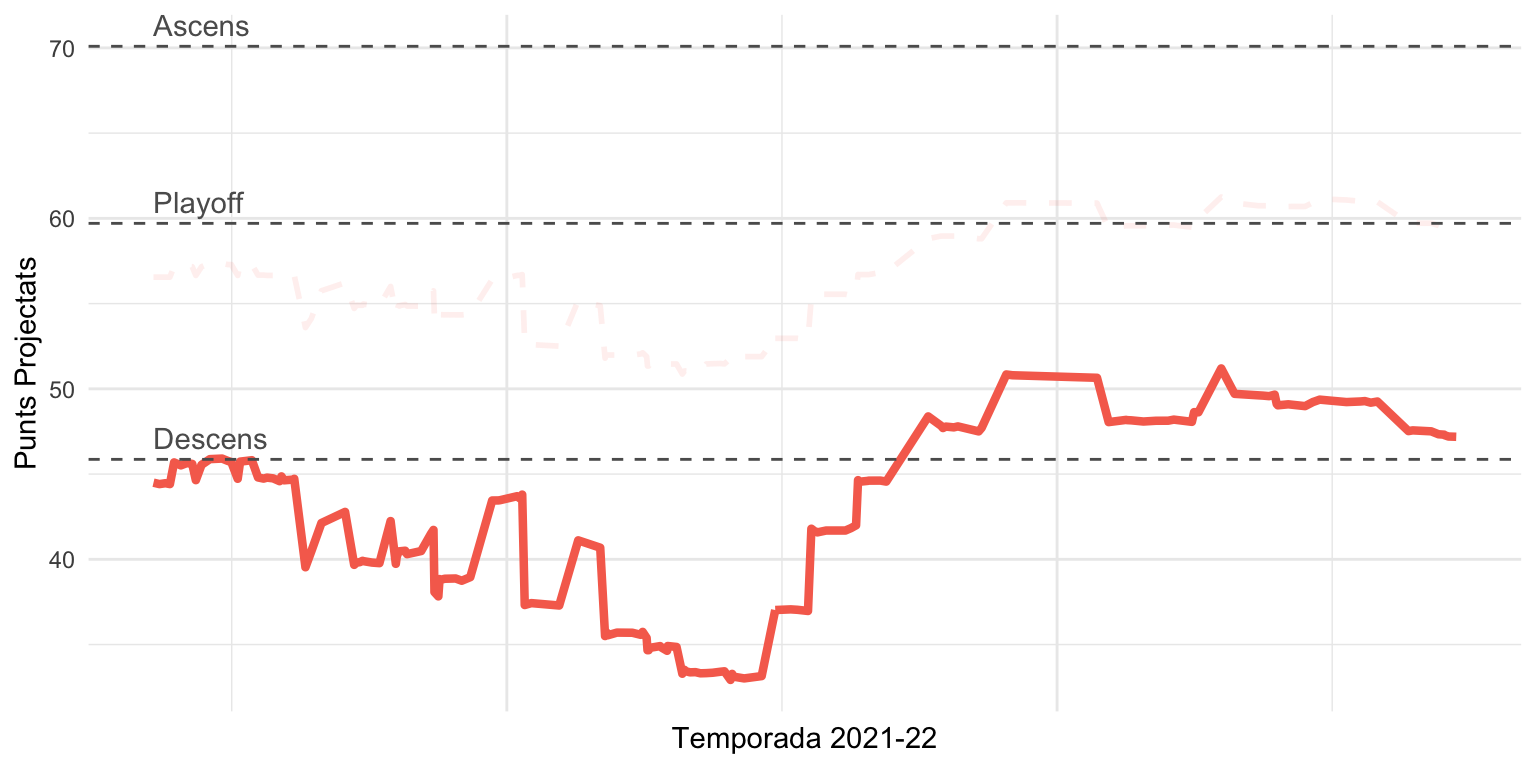 Ascens
70
Playoff
60
50
Descens
40
Punts Projectats
Temporada 2021-22